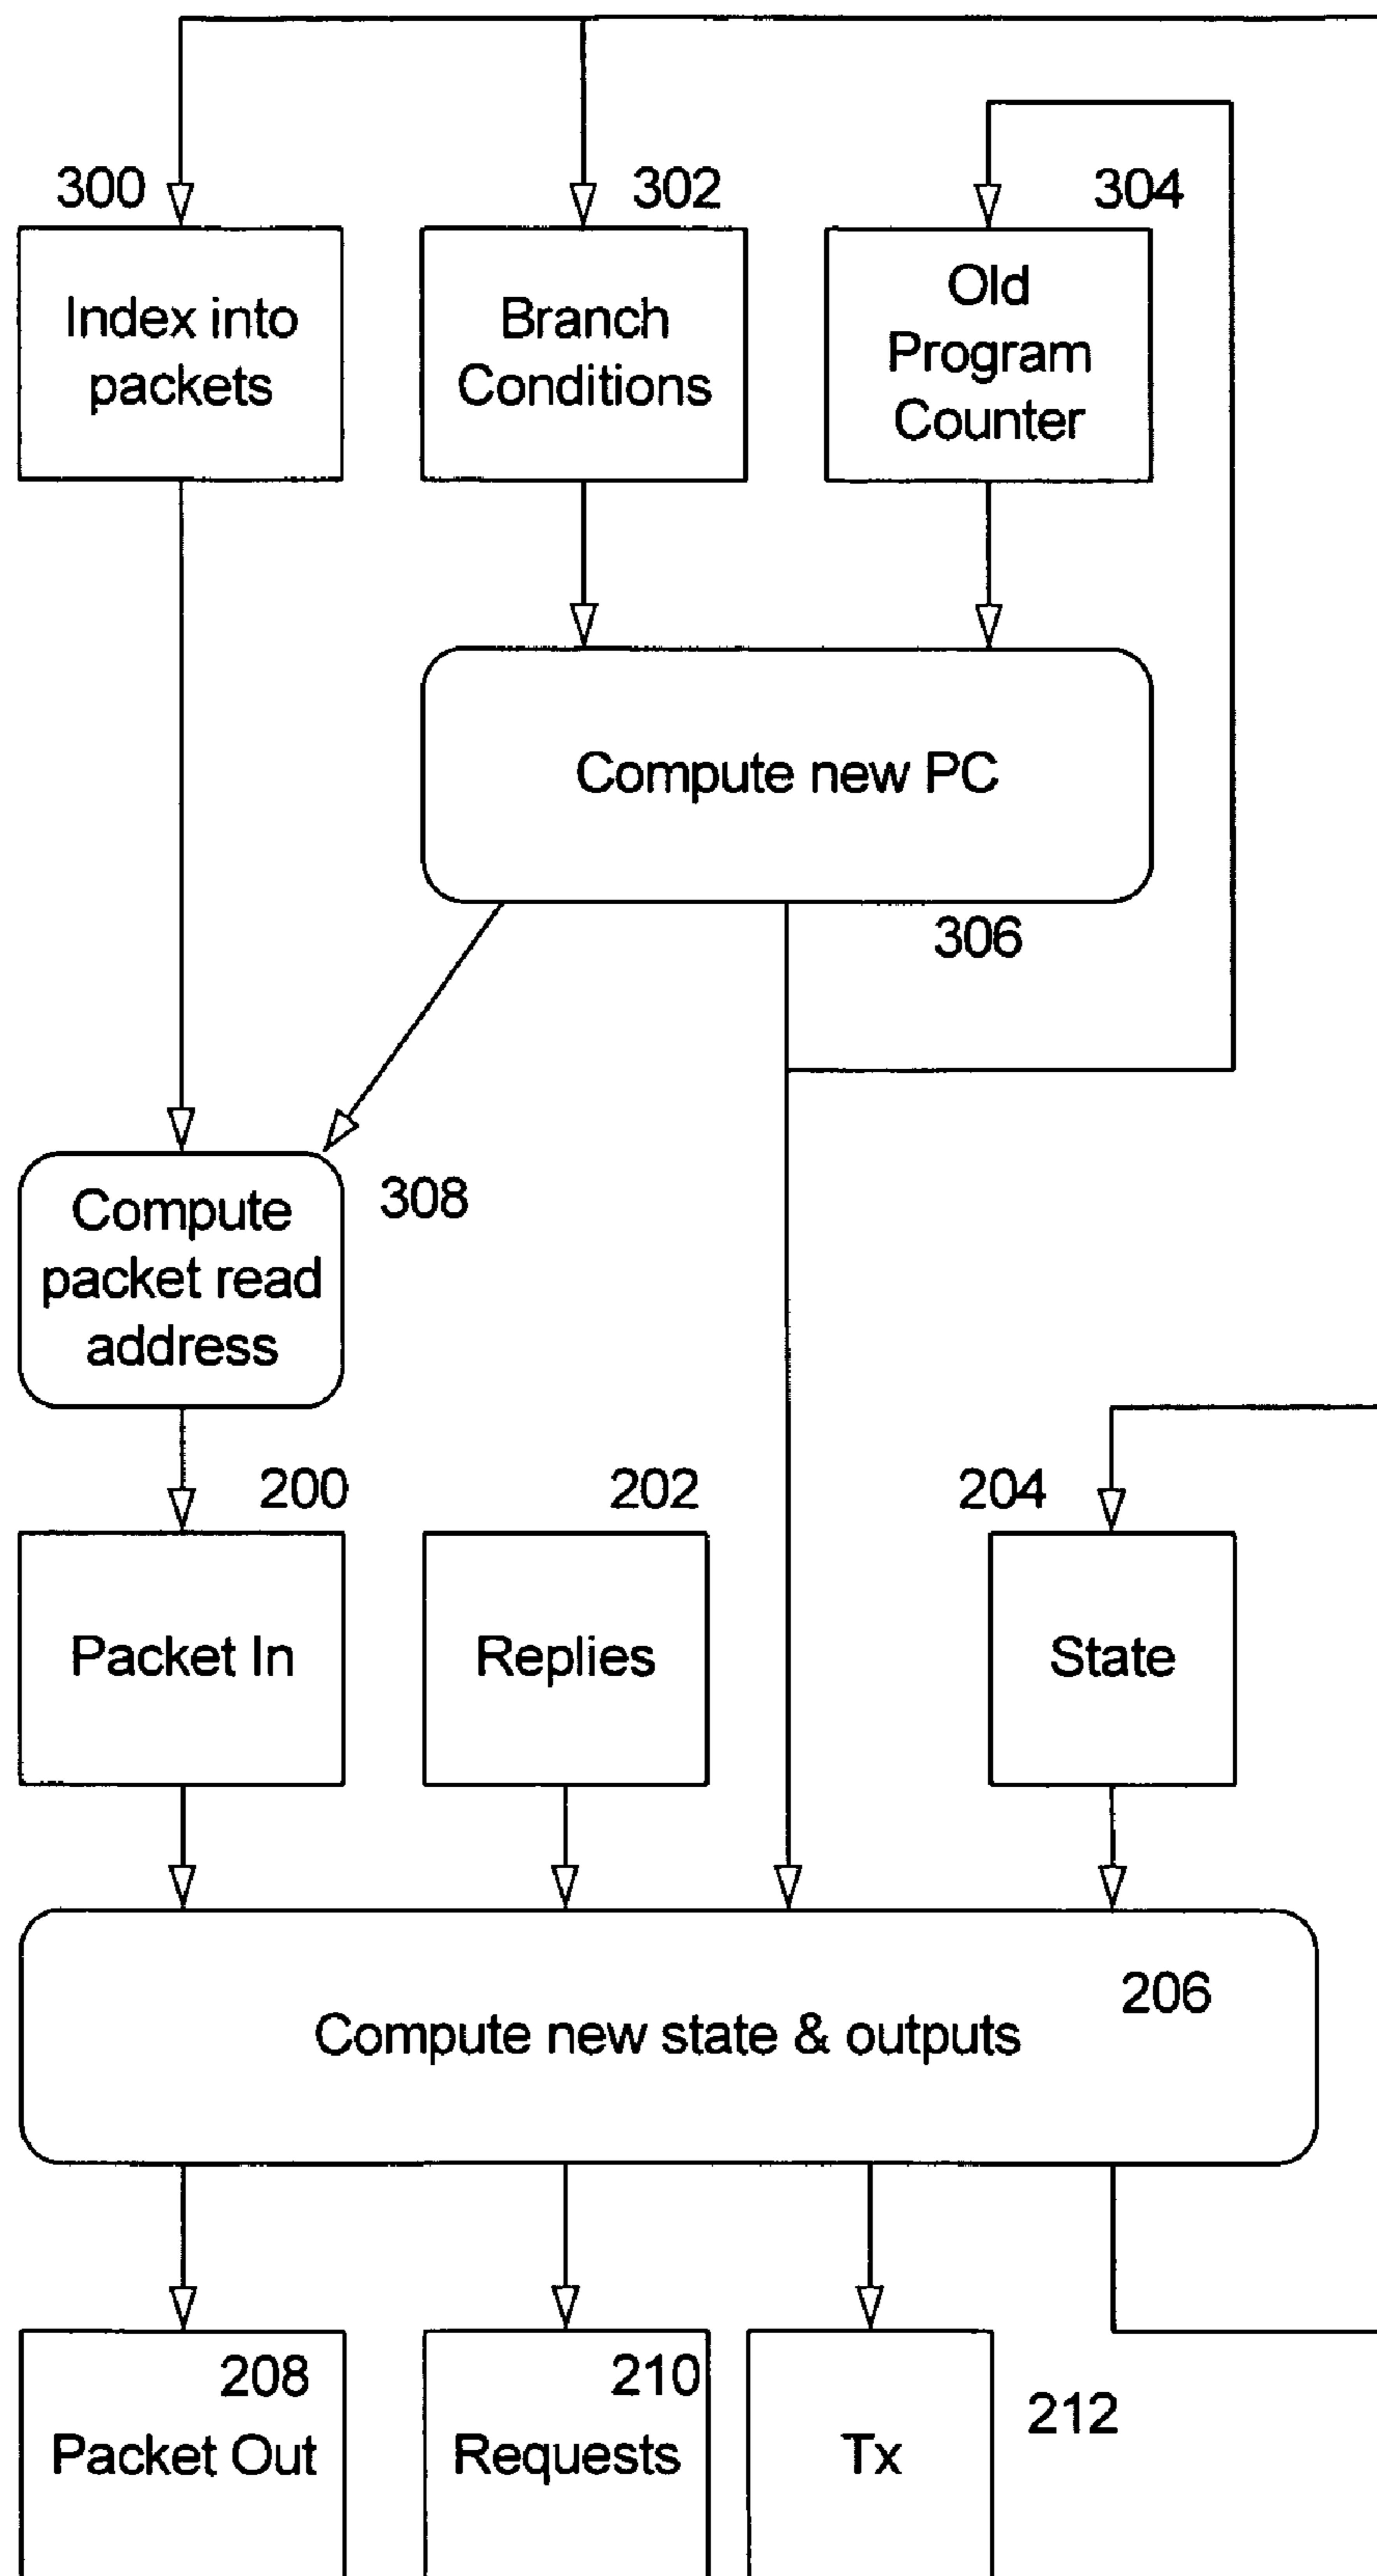 300
302
304
Index into
packets
Branch
Conditions
Old
Program
Counter
Compute new PC
306
308
Compute
packet read
address
200
202
204
Packet In
Replies
State
206
Compute new state & outputs
208
Packet Out
210
Requests
Tx
212